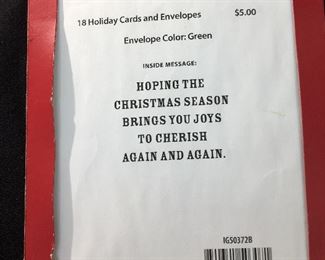 18 Holiday Cards and Envelopes $5.00
Envelope Color: Green
INSIDE MESSAGE:
HOPING THE
CHRISTMAS SEASON
BRINGS YOU JOYS
TO CHERISH
AGAIN AND AGAIN.
IG50372B